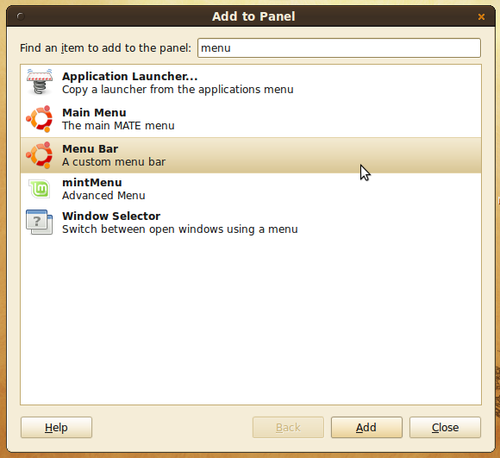 Add to Panel
Find an item to add to the panel: menu
Application Launcher...
Copy a launcher from the applications menu
Main Menu
The main MATE menu
Menu Bar
A custom menu bar
mintMenu
Advanced Menu
Window Selector
Switch between open windows using a menu
Help Back Add Close